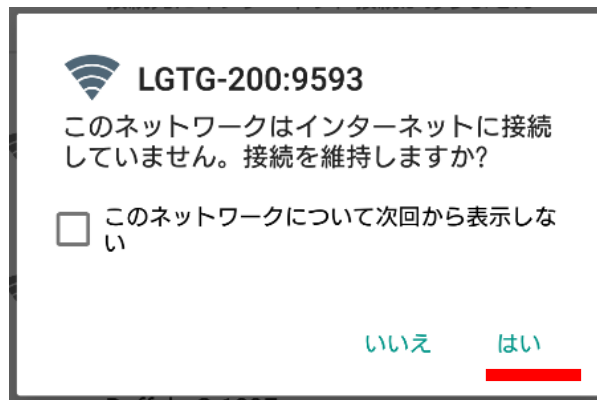 LGTG-200:9593
このネットワークはインターネットに接続
していません。接続を維持しますか?
このネットワークについて次回から表示しな
い
いいえ はい